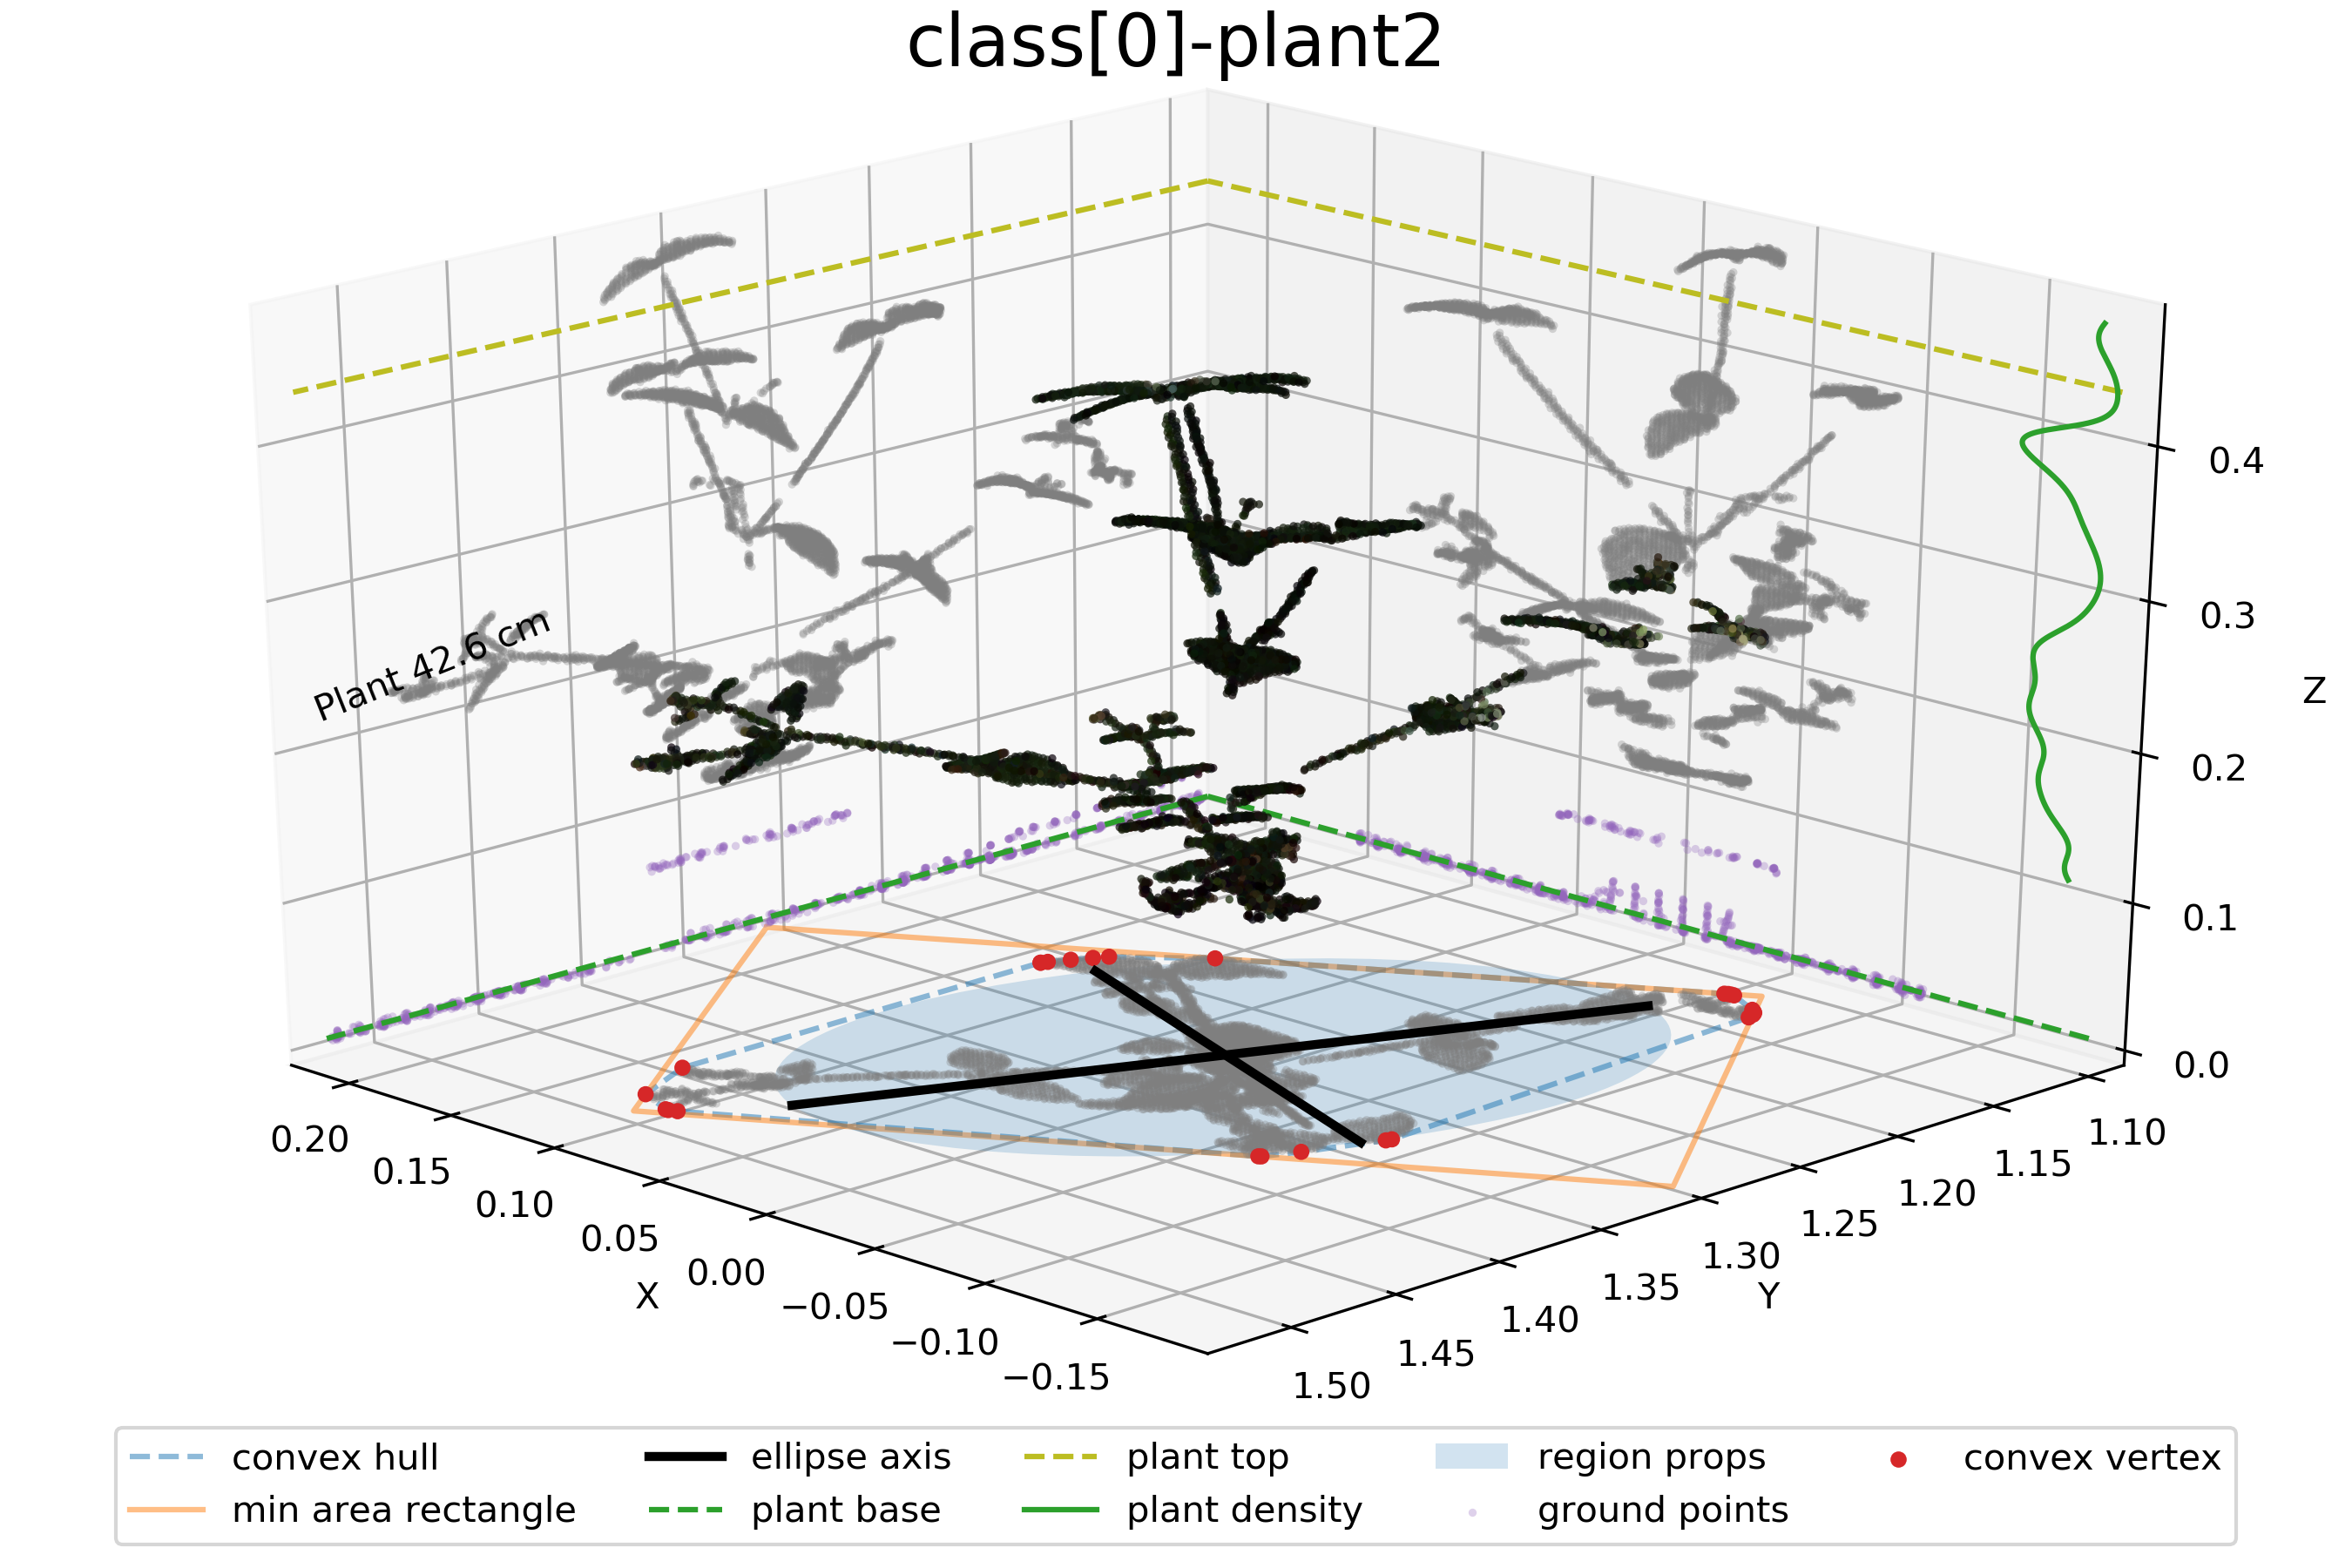 class[0]-plant2
Plant 42.6 cm
0.4
0.3
0.2
0.1
0.0
Z
0.20
0.15
0.10
0.05
0.00
−0.05
−0.10
−0.15
X
1.10
1.15
1.20
1.25
1.30
1.35
1.40
1.45
1.50
Y
convex hull
min area rectangle
ellipse axis
plant base
plant top
plant density
region props
ground points
convex vertex